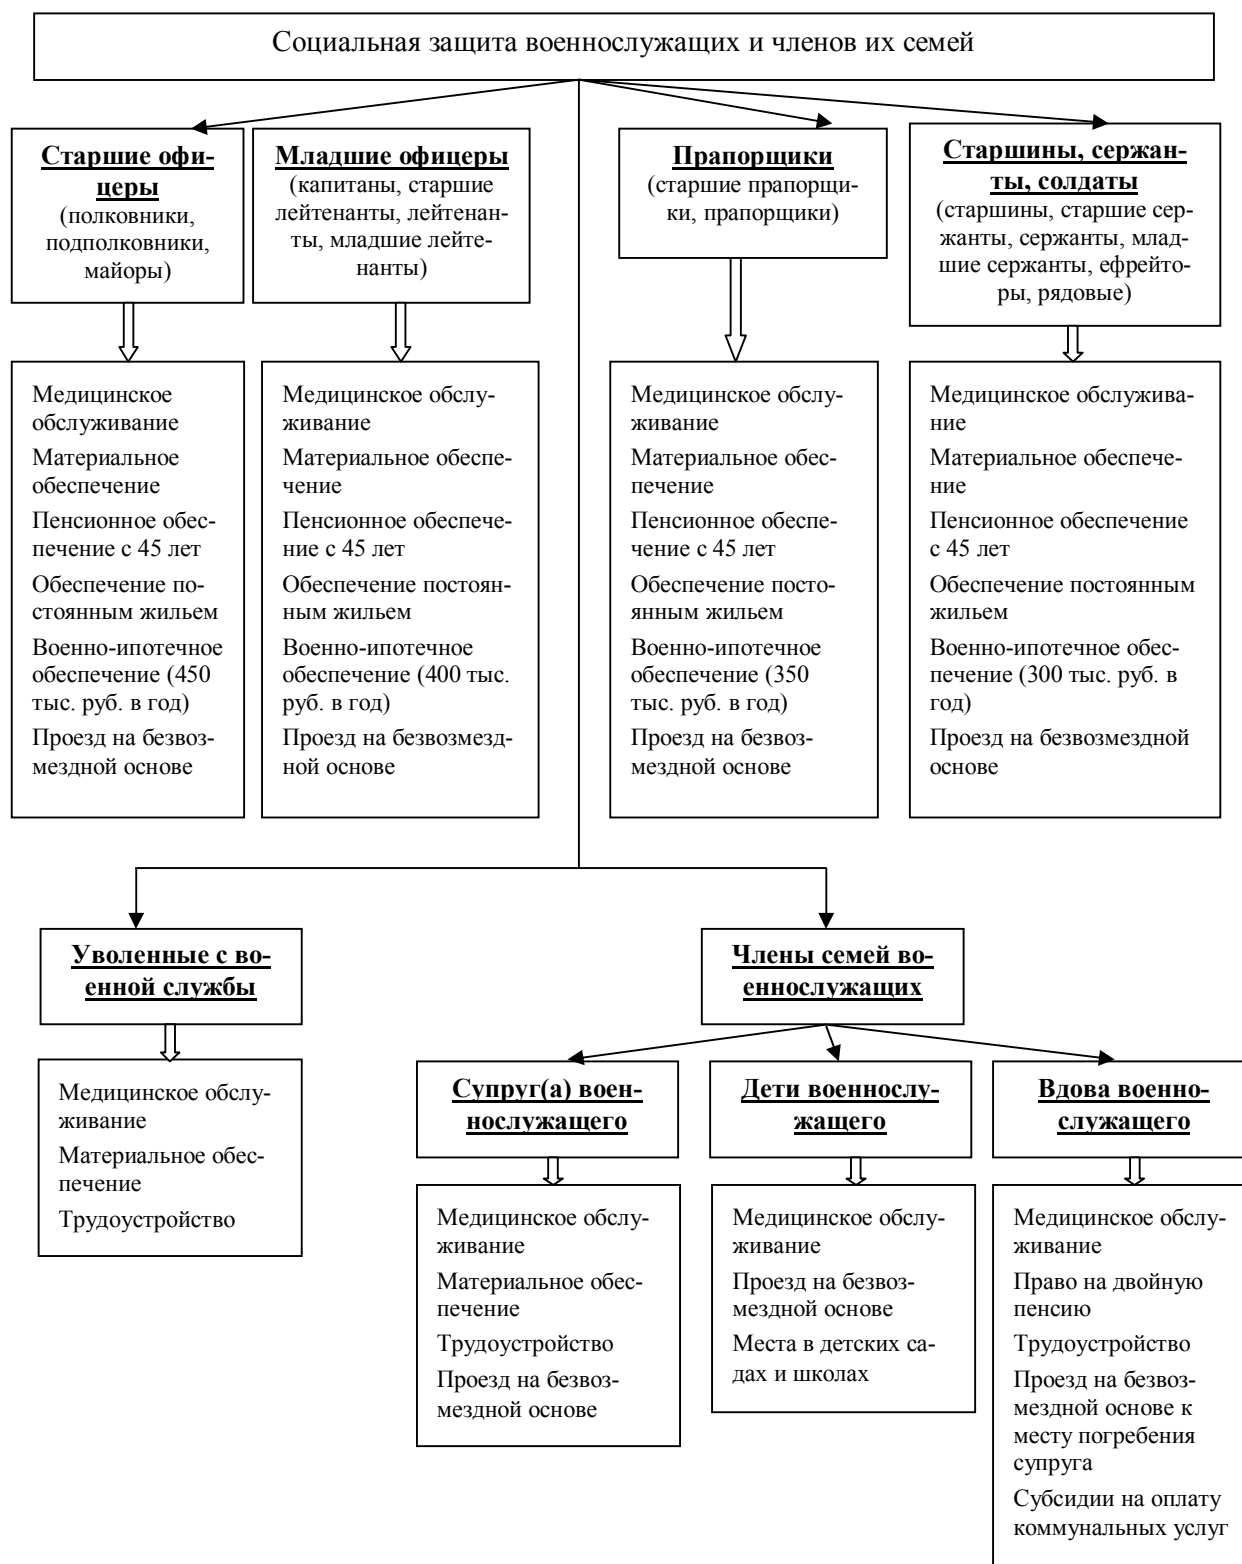 Социальная защита военнослужащих и членов их семей
Старшие офи-
церы
(полковники,
подполковники,
майоры)
Младшие офицеры
(капитаны, старшие
лейтенанты, лейтенан-
ты, младшие лейте-
нанты)
Прапорщики
(старшие прапорщи-
ки, прапорщики)
Старшины, сержан-
ты, солдаты
(старшины, старшие сер-
жанты, сержанты, млад-
шие сержанты, ефрейто-
ры, рядовые)
Медицинское
обслуживание
Материальное
обеспечение
Пенсионное обес-
печение с 45 лет
Обеспечение по-
стоянным жильем
Военно-ипотечное
обеспечение (450
тыс. руб. в год)
Проезд на безвоз-
мездной основе
Медицинское обслу-
живание
Материальное обеспе-
чение
Пенсионное обеспече-
ние с 45 лет
Обеспечение постоян-
ным жильем
Военно-ипотечное
обеспечение (400 тыс.
руб. в год)
Проезд на безвозмезд-
ной основе
Медицинское обслу-
живание
Материальное обес-
печение
Пенсионное обеспе-
чение с 45 лет
Обеспечение посто-
янным жильем
Военно-ипотечное
обеспечение (350
тыс. руб. в год)
Проезд на безвоз-
мездной основе
Медицинское обслужива-
ние
Материальное обеспече-
ние
Пенсионное обеспечение
с 45 лет
Обеспечение постоянным
жильем
Военно-ипотечное обес-
печение (300 тыс. руб. в
год)
Проезд на безвозмездной
основе
Уволенные с во-
енной службы
Медицинское обслу-
живание
Материальное обес-
печение
Трудоустройство
Члены семей во-
еннослужащих
Супруг(а) воен-
нослужащего
Дети военнослу-
жащего
Вдова военно-
служащего
Медицинское обслу-
живание
Материальное обес-
печение
Трудоустройство
Проезд на безвоз-
мездной основе
Медицинское обслу-
живание
Проезд на безвоз-
мездной основе
Места в детских са-
дах и школах
Медицинское обслу-
живание
Право на двойную
пенсию
Трудоустройство
Проезд на безвоз-
мездной основе к
месту погребения
супруга
Субсидии на оплату
коммунальных услуг